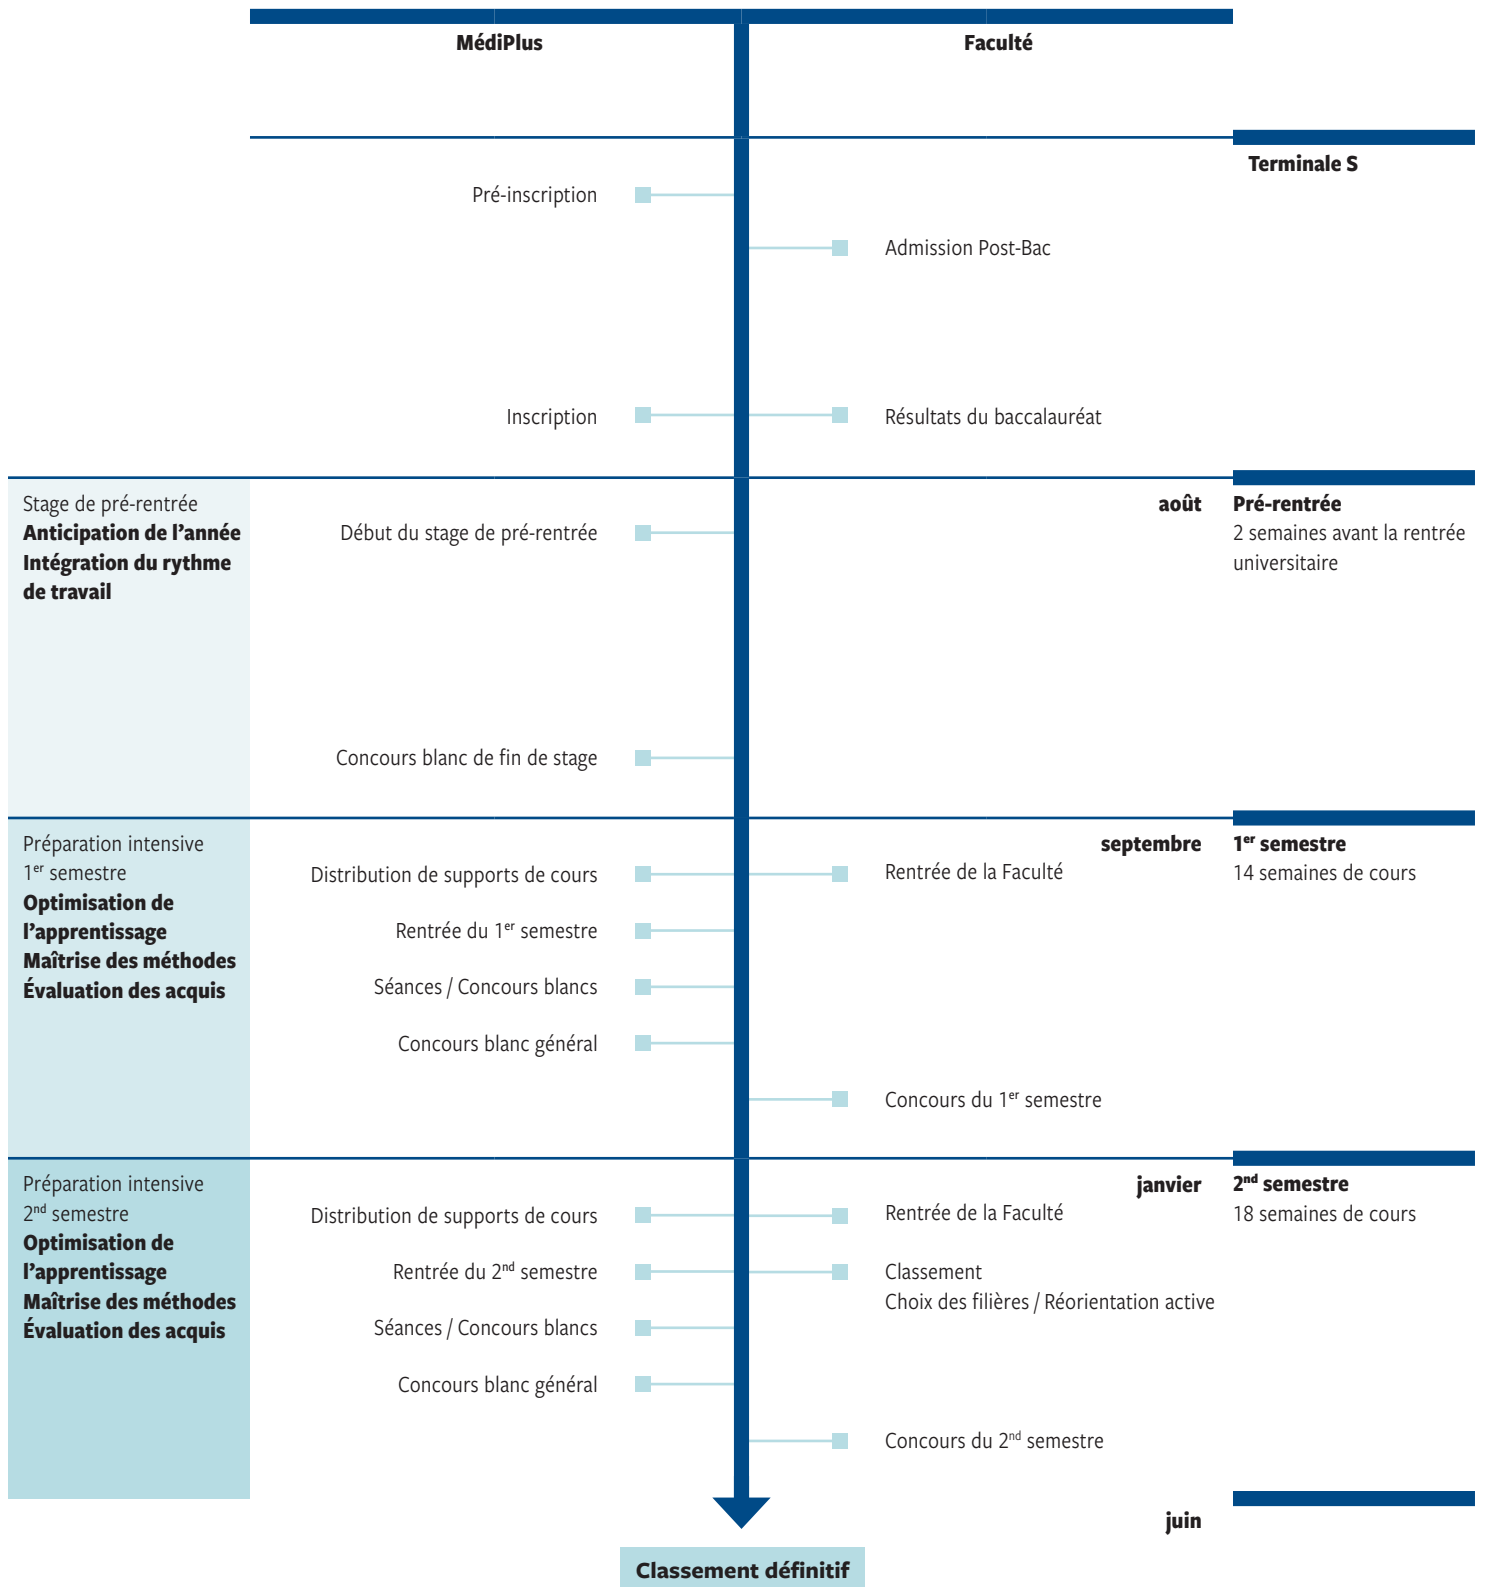 MédiPlus
Faculté
Terminale S
Pré-inscription
Admission Post-Bac
Inscription
Résultats du baccalauréat
Stage de pré-rentrée
Anticipation de l'année
Intégration du rythme
de travail
Début du stage de pré-rentrée
août
Pré-rentrée
2 semaines avant la rentrée
universitaire
Concours blanc de fin de stage
Préparation intensive
1er semestre
Optimisation de
l'apprentissage
Maîtrise des méthodes
Évaluation des acquis
septembre
1er semestre
14 semaines de cours
Distribution de supports de cours
Rentrée de la Faculté
Rentrée du 1er semestre
Séances / Concours blancs
Concours blanc général
Concours du 1er semestre
Préparation intensive
2nd semestre
Optimisation de
l'apprentissage
Maîtrise des méthodes
Évaluation des acquis
janvier
2nd semestre
18 semaines de cours
Distribution de supports de cours
Rentrée de la Faculté
Rentrée du 2nd semestre
Classement
Choix des filières / Réorientation active
Séances / Concours blancs
Concours blanc général
Concours du 2nd semestre
juin
Classement définitif